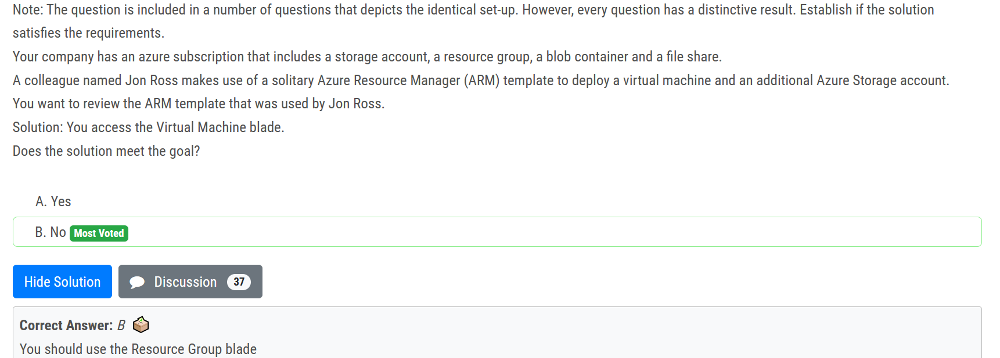 Note: The question is included in a number of questions that depicts the identical set-up. However, every question has a distinctive result. Establish if the solution
satisfies the requirements.
Your company has an azure subscription that includes a storage account, a resource group, a blob container and a file share.
A colleague named Jon Ross makes use of a solitary Azure Resource Manager (ARM) template to deploy a virtual machine and an additional Azure Storage account.
You want to review the ARM template that was used by Jon Ross.
Solution: You access the Virtual Machine blade.
Does the solution meet the goal?
A. Yes
B. No Most Voted
Hide Solution Discussion 37
Correct Answer: B
You should use the Resource Group blade